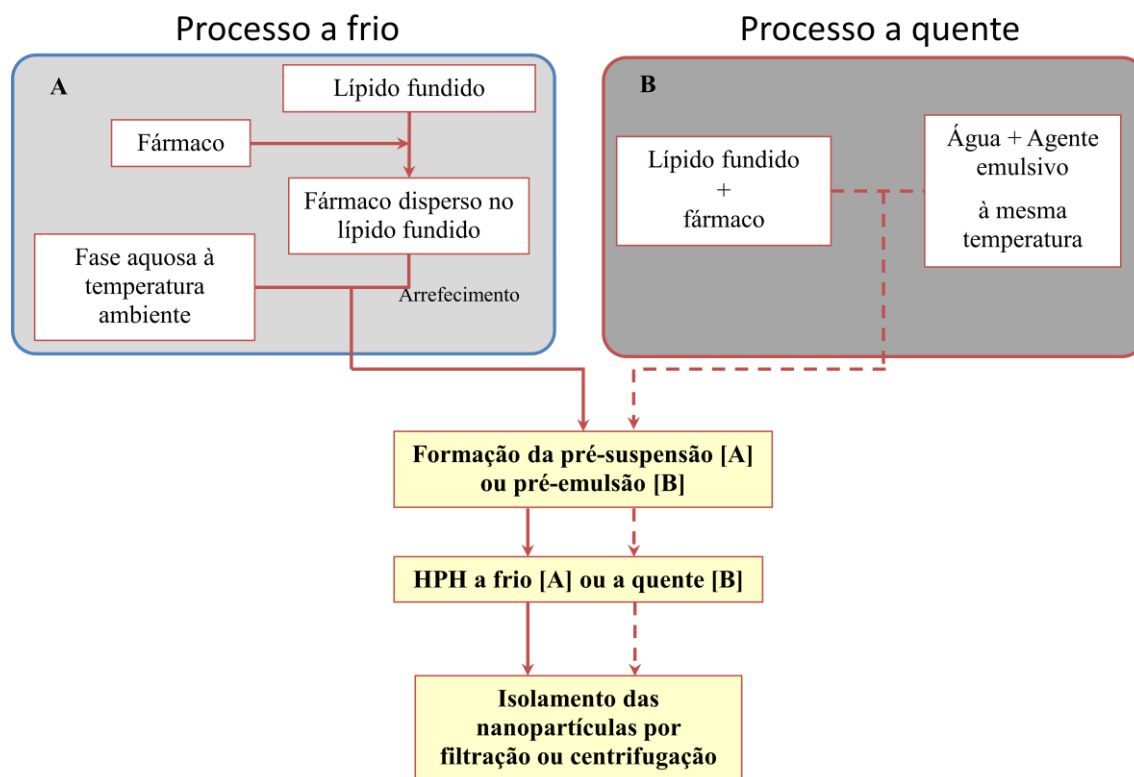 Processo a frio
Processo a quente
A
Lípido fundido
Fármaco
Fármaco disperso no
lípido fundido
Fase aquosa à
temperatura
ambiente
Arrefecimento
B
Lípido fundido
+
fármaco
Água + Agente
emulsivo
à mesma
temperatura
Formação da pré-suspensão [A]
ou pré-emulsão [B]
HPH a frio [A] ou a quente [B]
Isolamento das
nanopartículas por
filtração ou centrifugação